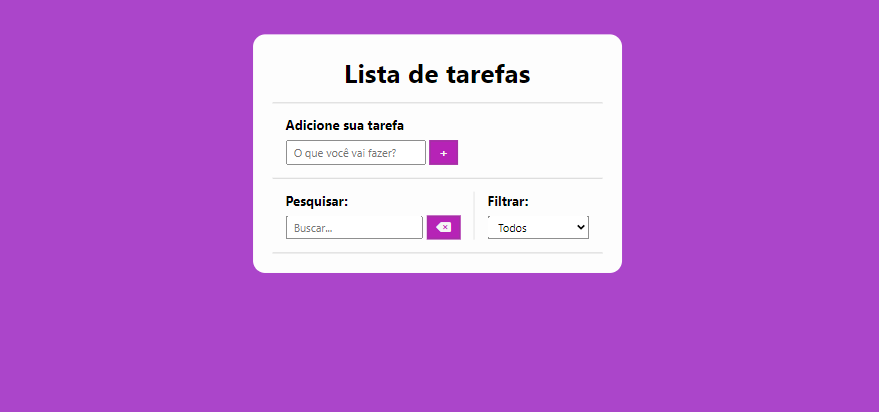 Lista de tarefas
Adicione sua tarefa
O que você vai fazer?
+
Pesquisar:
Buscar...
Filtrar:
Todos